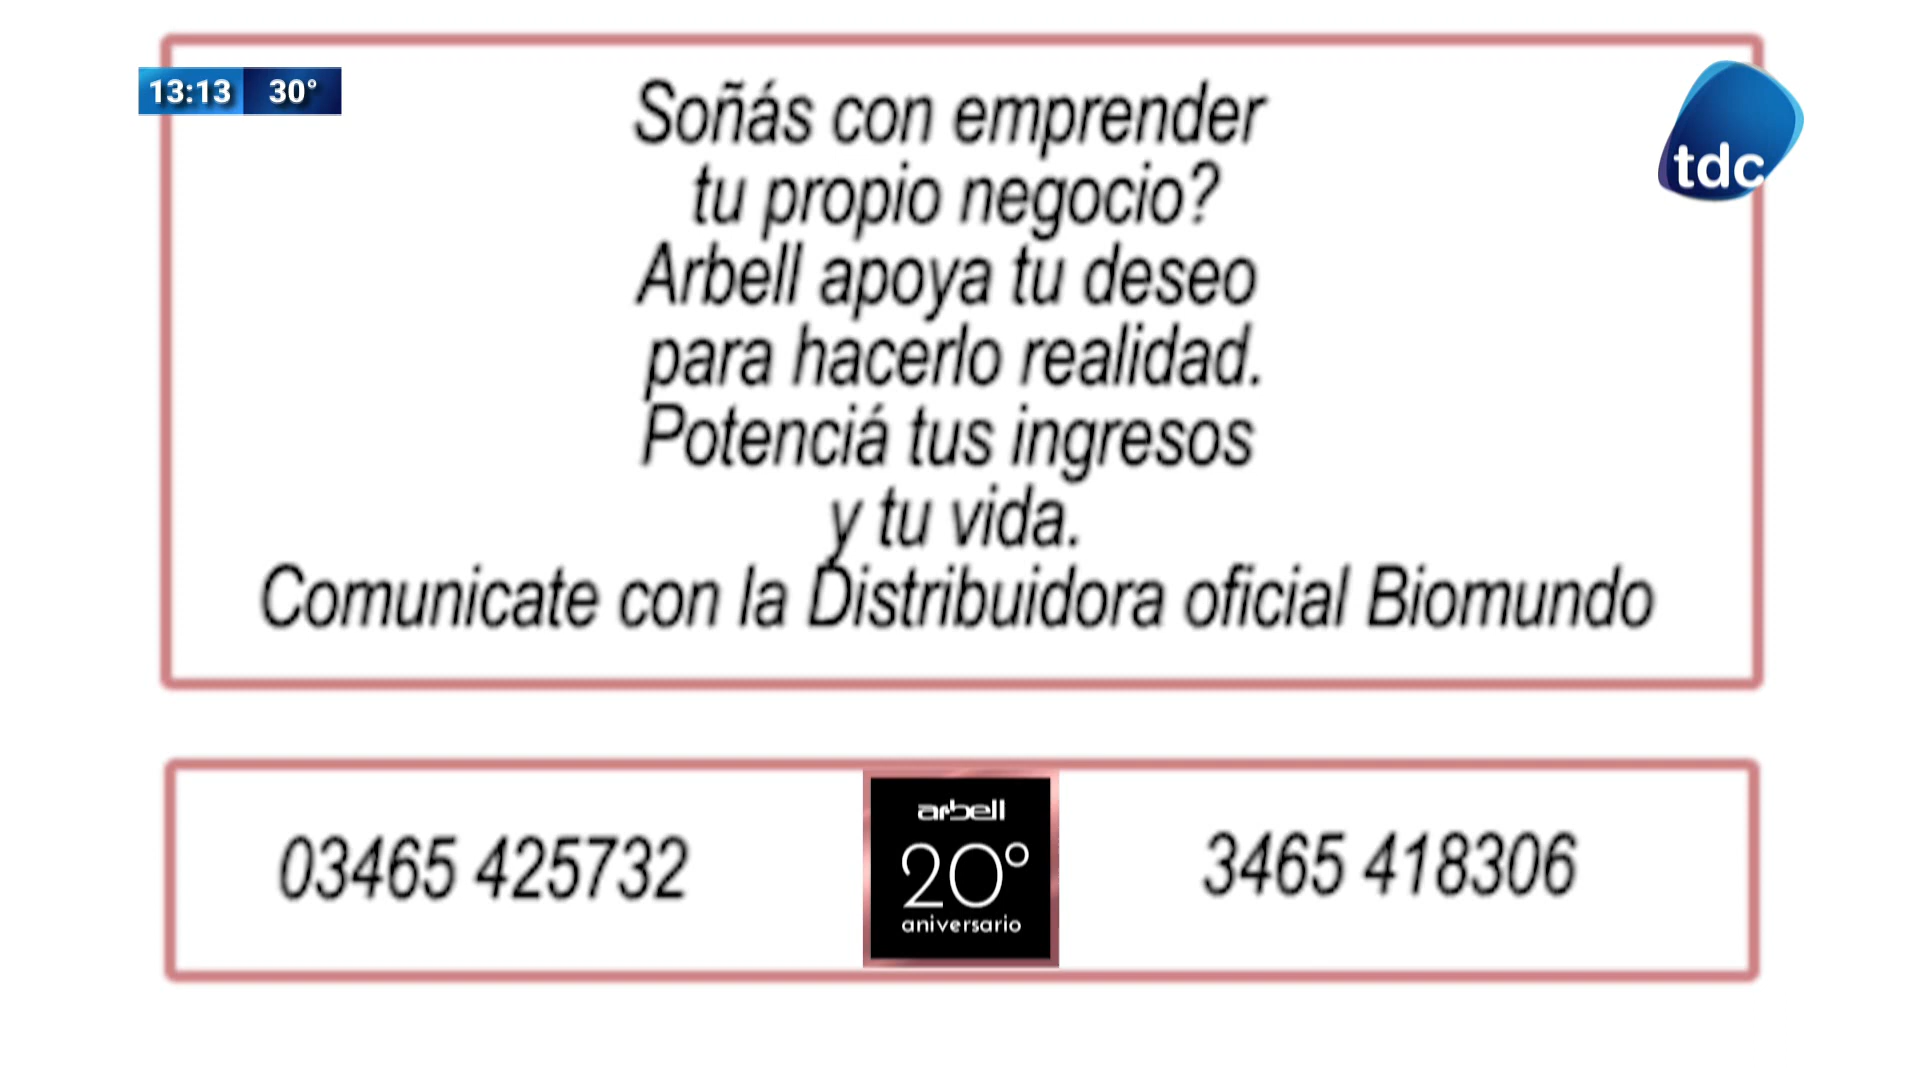 13:13 30°
tdc
Soñás con emprender
tu propio negocio?
Arbell apoya tu deseo
para hacerlo realidad.
Potenciá tus ingresos
y tu vida.
Comunicate con la Distribuidora oficial Biomundo
03465 425732
arbell
20°
aniversario
3465 418306